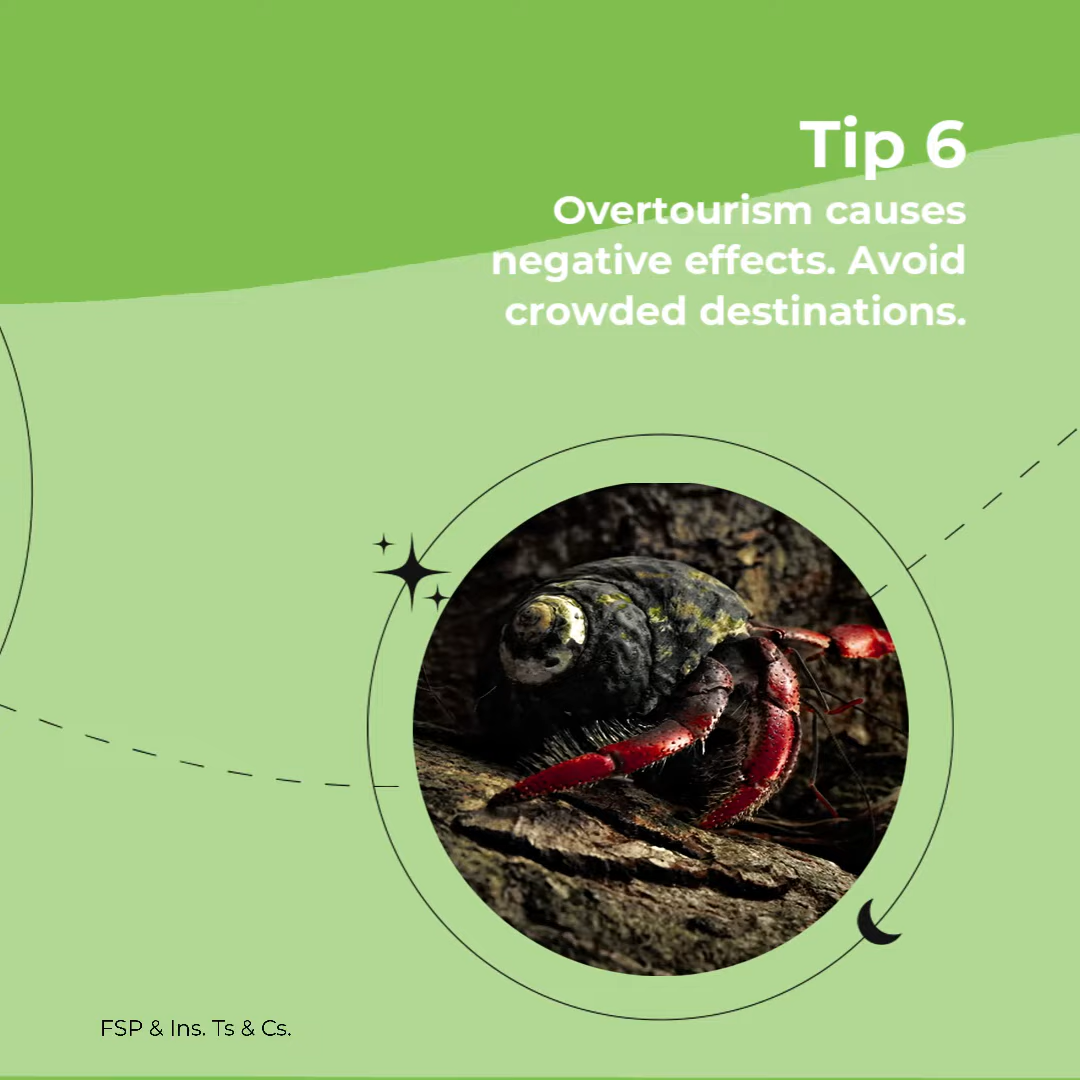 Tip 6
Overtourism causes
negative effects. Avoid
crowded destinations.
FSP & Ins. Ts & Cs.